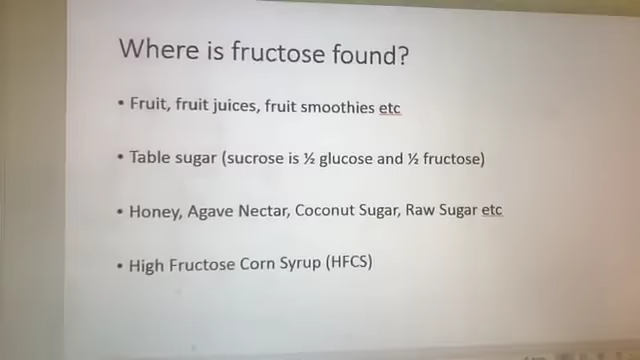 Where is fructose found?
• Fruit, fruit juices, fruit smoothies etc
• Table sugar (sucrose is ½ glucose and ½ fructose)
• Honey, Agave Nectar, Coconut Sugar, Raw Sugar etc
• High Fructose Corn Syrup (HFCS)